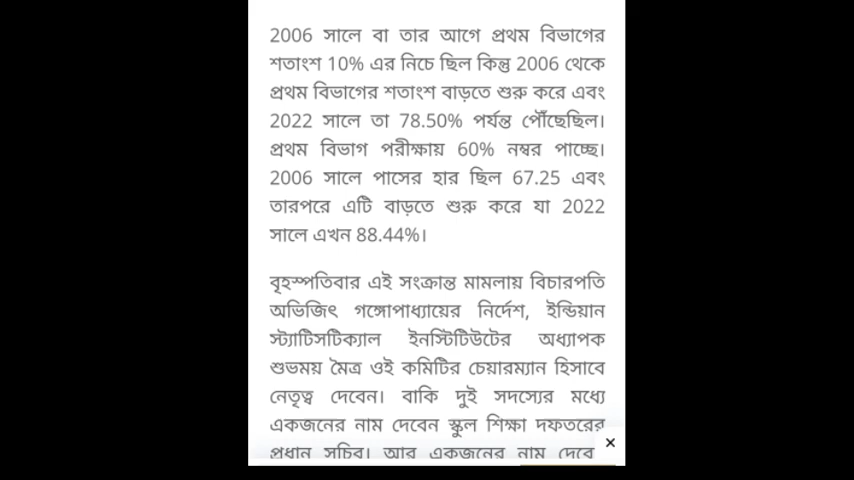 2006 সালে বা তার আগে প্রথম বিভাগের
শতাংশ 10% এর নিচে ছিল কিন্তু 2006 থেকে
প্রথম বিভাগের শতাংশ বাড়তে শুরু করে এবং
2022 সালে তা 78.50% পর্যন্ত পৌঁছেছিল।
প্রথম বিভাগ পরীক্ষায় 60% নম্বর পাচ্ছে।
2006 সালে পাসের হার ছিল 67.25 এবং
তারপরে এটি বাড়তে শুরু করে যা 2022
সালে এখন 88.44%।
বৃহস্পতিবার এই সংক্রান্ত মামলায় বিচারপতি
অভিজিৎ গঙ্গোপাধ্যায়ের নির্দেশ, ইন্ডিয়ান
স্ট্যাটিসটিক্যাল ইনস্টিটিউটের অধ্যাপক
শুভময় মৈত্র ওই কমিটির চেয়ারম্যান হিসাবে
নেতৃত্ব দেবেন। বাকি দুই সদস্যের মধ্যে
একজনের নাম দেবেন স্কুল শিক্ষা দফতরের
প্রধান সচিব। আর একজনের নাম